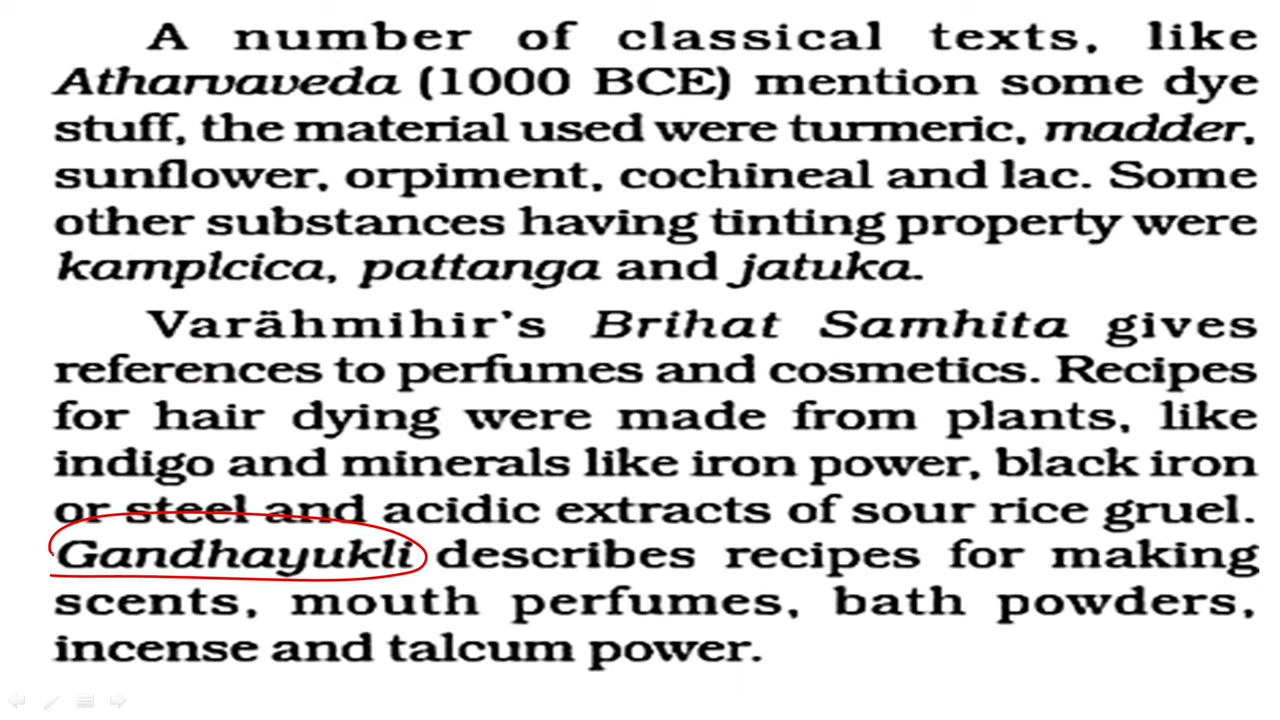 A number of classical texts, like
Atharvaveda (1000 BCE) mention some dye
stuff, the material used were turmeric, madder,
sunflower, orpiment, cochineal and lac. Some
other substances having tinting property were
kamplcica, pattanga and jatuka.
Varähmihir's Brihat Samhita gives
references to perfumes and cosmetics. Recipes
for hair dying were made from plants, like
indigo and minerals like iron power, black iron
or steel and acidic extracts of sour rice gruel.
Gandhayukli describes recipes for making
scents, mouth perfumes, bath powders,
incense and talcum power.